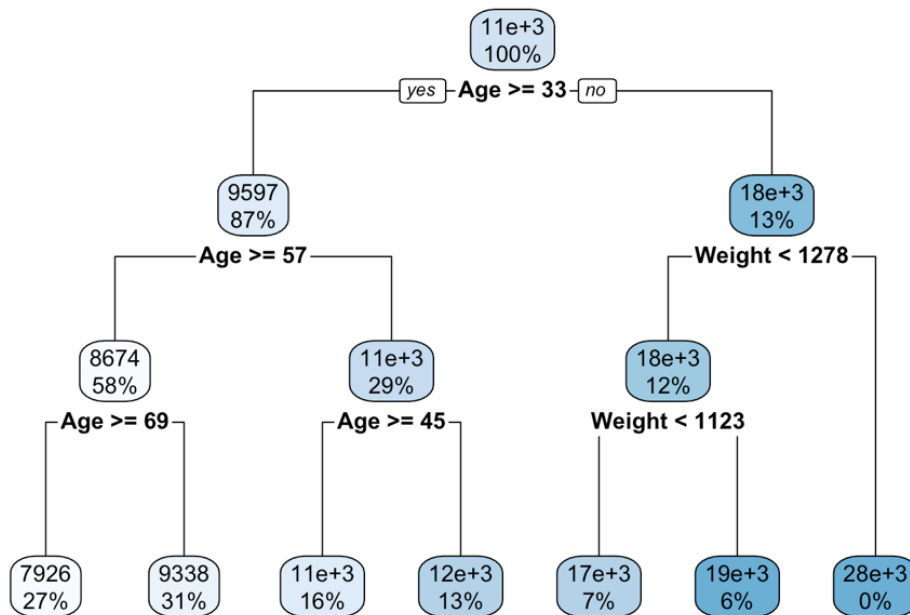 11e+3
100%
yes Age >= 33 no
9597
87%
18e+3
13%
Age >= 57
Weight < 1278
8674
58%
11e+3
29%
18e+3
12%
Age >= 69
Age >= 45
Weight < 1123
7926
27%
9338
31%
11e+3
16%
12e+3
13%
17e+3
7%
19e+3
6%
28e+3
0%